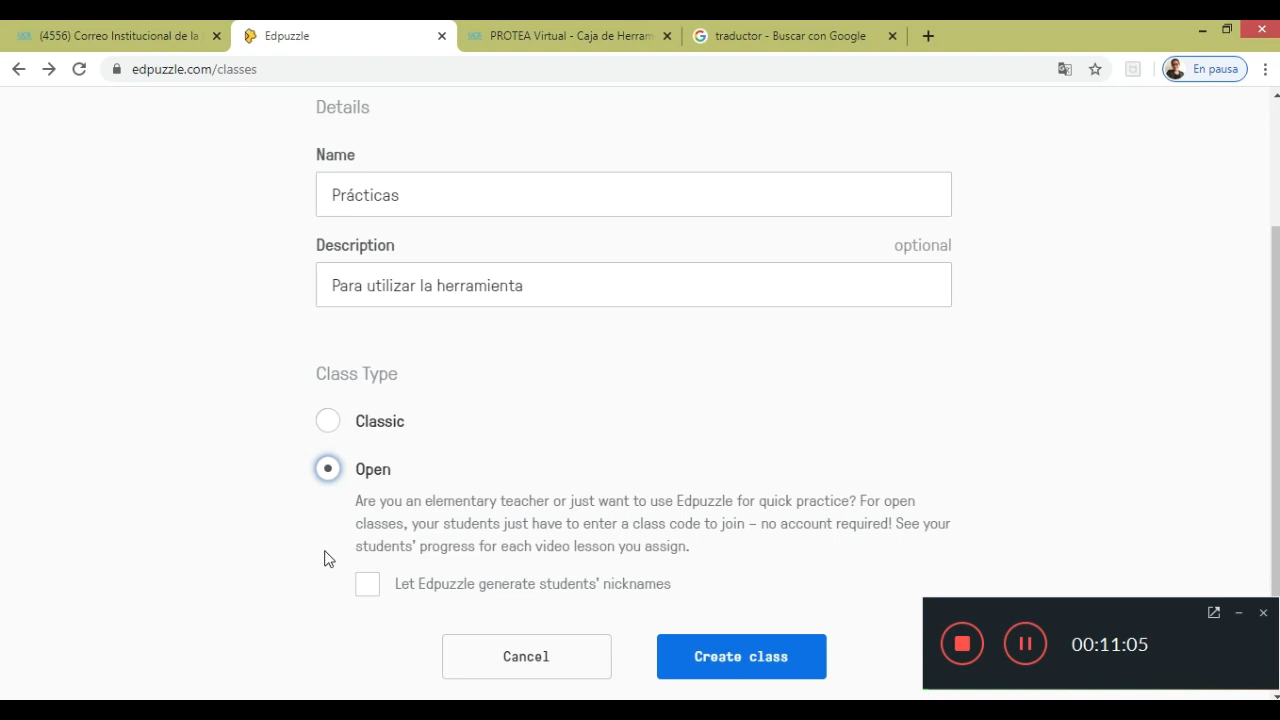 (4556) Correo Institucional de la
Edpuzzle
PROTEA Virtual - Caja de Herram
traductor - Buscar con Google
edpuzzle.com/classes
En pausa
Details
Name
Prácticas
Description
optional
Para utilizar la herramienta
Class Type
Classic
Open
Are you an elementary teacher or just want to use Edpuzzle for quick practice? For open
classes, your students just have to enter a class code to join – no account required! See your
students' progress for each video lesson you assign.
Let Edpuzzle generate students' nicknames
Cancel
Create class
00:11:05